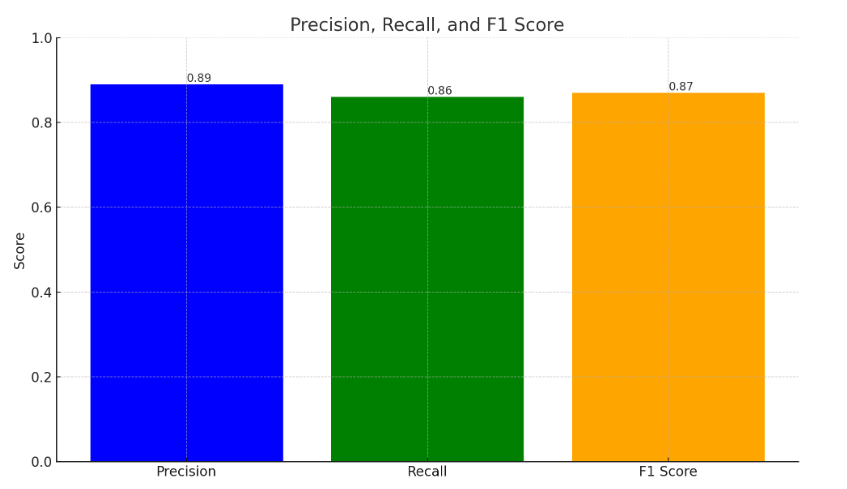 Precision, Recall, and F1 Score
1.0
0.89
0.86
0.87
0.8
0.6
Score
0.4
0.2
0.0
Precision
Recall
F1 Score